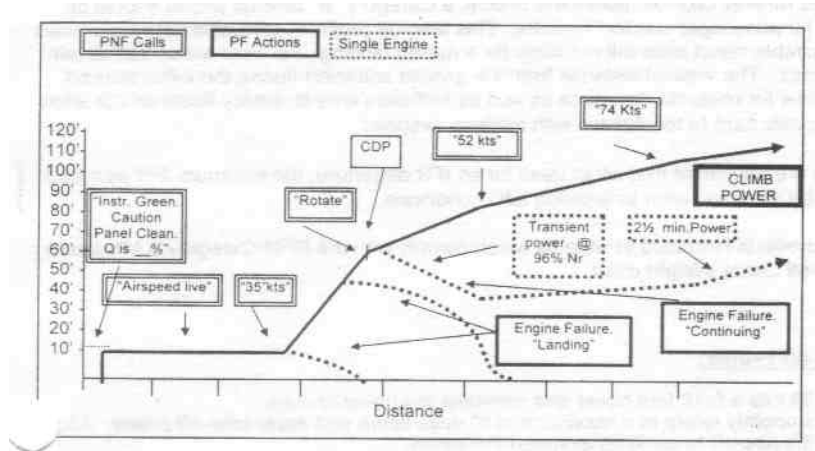 PNF Calls
PF Actions
Single Engine
"74 Kts"
"52 kts"
CDP
120'
110'
100'
90'
80'
70'
60'
50'
40'
30'
20'
10'
"Instr. Green.
Caution
Panel Clean.
Q is __%"
"Rotate"
"Airspeed live"
"35"kts"
CLIMB
POWER
Transient
power @
96% Nr
2½ min.Power
Engine Failure.
"Landing"
Engine Failure.
"Continuing"
Distance